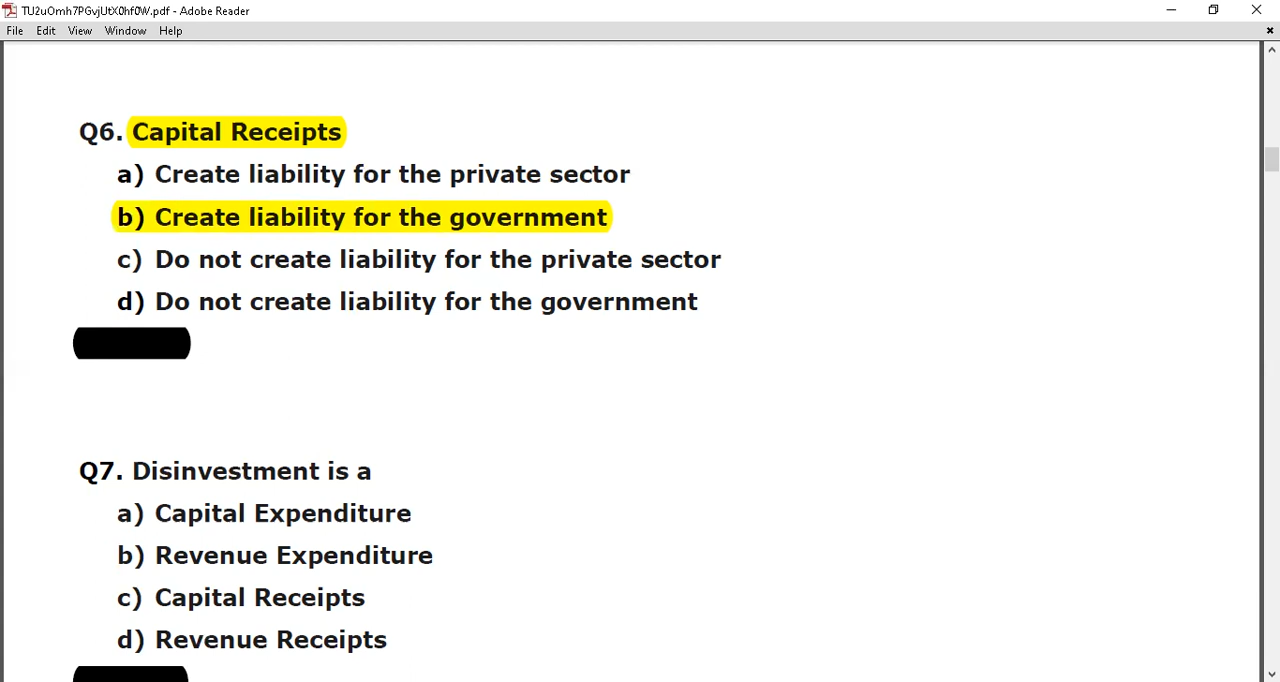 TU2uOmh7PGvjUtX0hf0W.pdf - Adobe Reader
File Edit View Window Help
Q6. Capital Receipts
a) Create liability for the private sector
b) Create liability for the government
c) Do not create liability for the private sector
d) Do not create liability for the government
Q7. Disinvestment is a
a) Capital Expenditure
b) Revenue Expenditure
c) Capital Receipts
d) Revenue Receipts